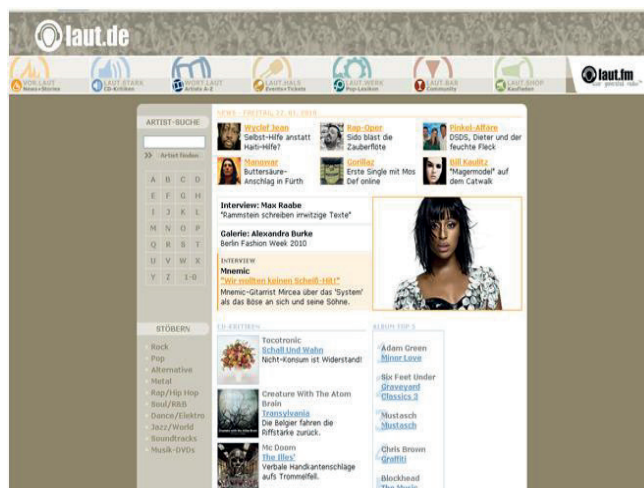 laut.de
VOR.LAUT
News+Stories
LAUT.STARK
CD-Kritiken
WORT.LAUT
Artists A-Z
LAUT.HALS
Events+Tickets
LAUT.WERK
Pop-Lexikon
LAUT.BAR
Community
LAUT.SHOP
Kaufladen
laut.fm
ARTIST-SUCHE
Artist finden
A B C D
E F G H
I J K L
M N O P
Q R S T
U V W X
Y Z 1-0
STÖBERN
Rock
Pop
Alternative
Metal
Rap/Hip Hop
Soul/R&B
Dance/Elektro
Jazz/World
Soundtracks
Musik-DVDs
Wyclef Jean
Selbst-Hilfe anstatt
Haiti-Hilfe?
Rap-Oper
Sido bläst die
Zauberflöte
Pinkel-Affäre
DSDS, Dieter und der
feuchte Fleck
Manowar
Buttersäure-
Anschlag in Fürth
Gorillaz
Erste Single mit Mos
Def online
Bill Kaulitz
"Magermodel" auf
dem Catwalk
Interview: Max Raabe
"Rammstein schreiben irrwitzige Texte"
Galerie: Alexandra Burke
Berlin Fashion Week 2010
INTERVIEW
Mnemic
"Wir wollten keinen Scheiß-Hit!"
Mnemic-Gitarrist Mircea über das 'System'
als das Böse an sich und seine Söhne.
CD-KRITIKEN
Tocotronic
Schall Und Wahn
Nicht-Konsum ist Widerstand!
Creature With The Atom
Brain
Transylvania
Die Belgier fahren die
Riffstärke zurück.
Mc Doom
The Illes'
Verbale Handkantenschläge
aufs Trommelfell.
ALBUM TOP 5
Adam Green
Minor Love
Six Feet Under
Graveyard
Classics 3
Mustasch
Mustasch
Chris Brown
Graffiti
Blockhead
The Music